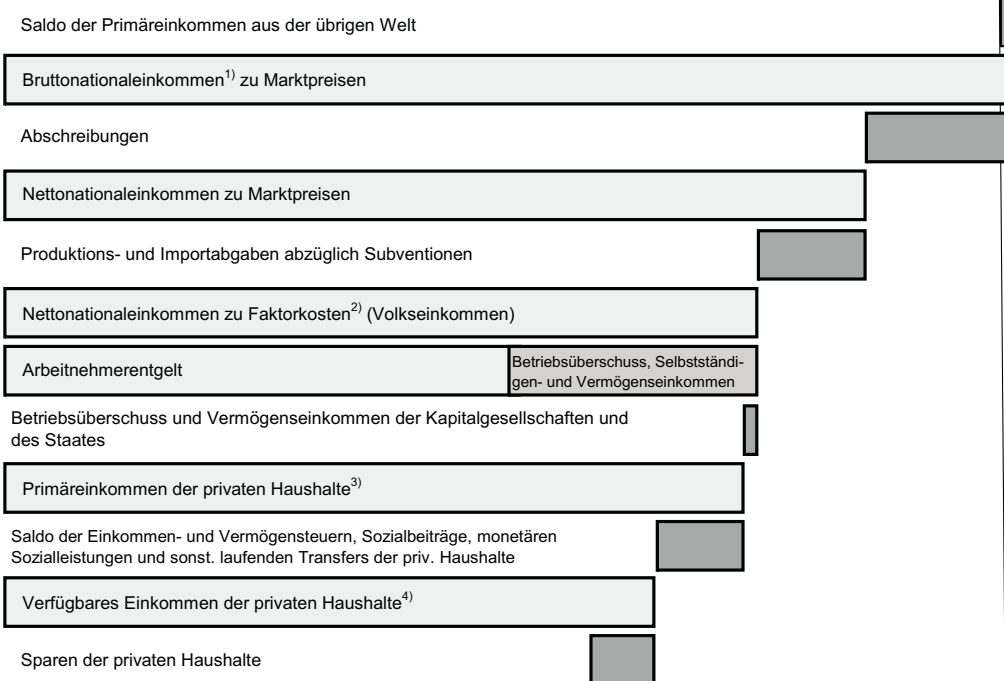 Saldo der Primäreinkommen aus der übrigen Welt
Bruttonationaleinkommen1) zu Marktpreisen
Abschreibungen
Nettonationaleinkommen zu Marktpreisen
Produktions- und Importabgaben abzüglich Subventionen
Nettonationaleinkommen zu Faktorkosten2) (Volkseinkommen)
Arbeitnehmerentgelt
Betriebsüberschuss, Selbstständi-
gen- und Vermögenseinkommen
Betriebsüberschuss und Vermögenseinkommen der Kapitalgesellschaften und
des Staates
Primäreinkommen der privaten Haushalte3)
Saldo der Einkommen- und Vermögensteuern, Sozialbeiträge, monetären
Sozialleistungen und sonst. laufenden Transfers der priv. Haushalte
Verfügbares Einkommen der privaten Haushalte4)
Sparen der privaten Haushalte